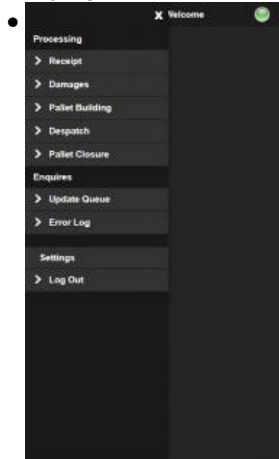 X Welcome
Processing
Receipt
Damages
Pallet Building
Despatch
Pallet Closure
Enquires
Update Queue
Error Log
Settings
Log Out